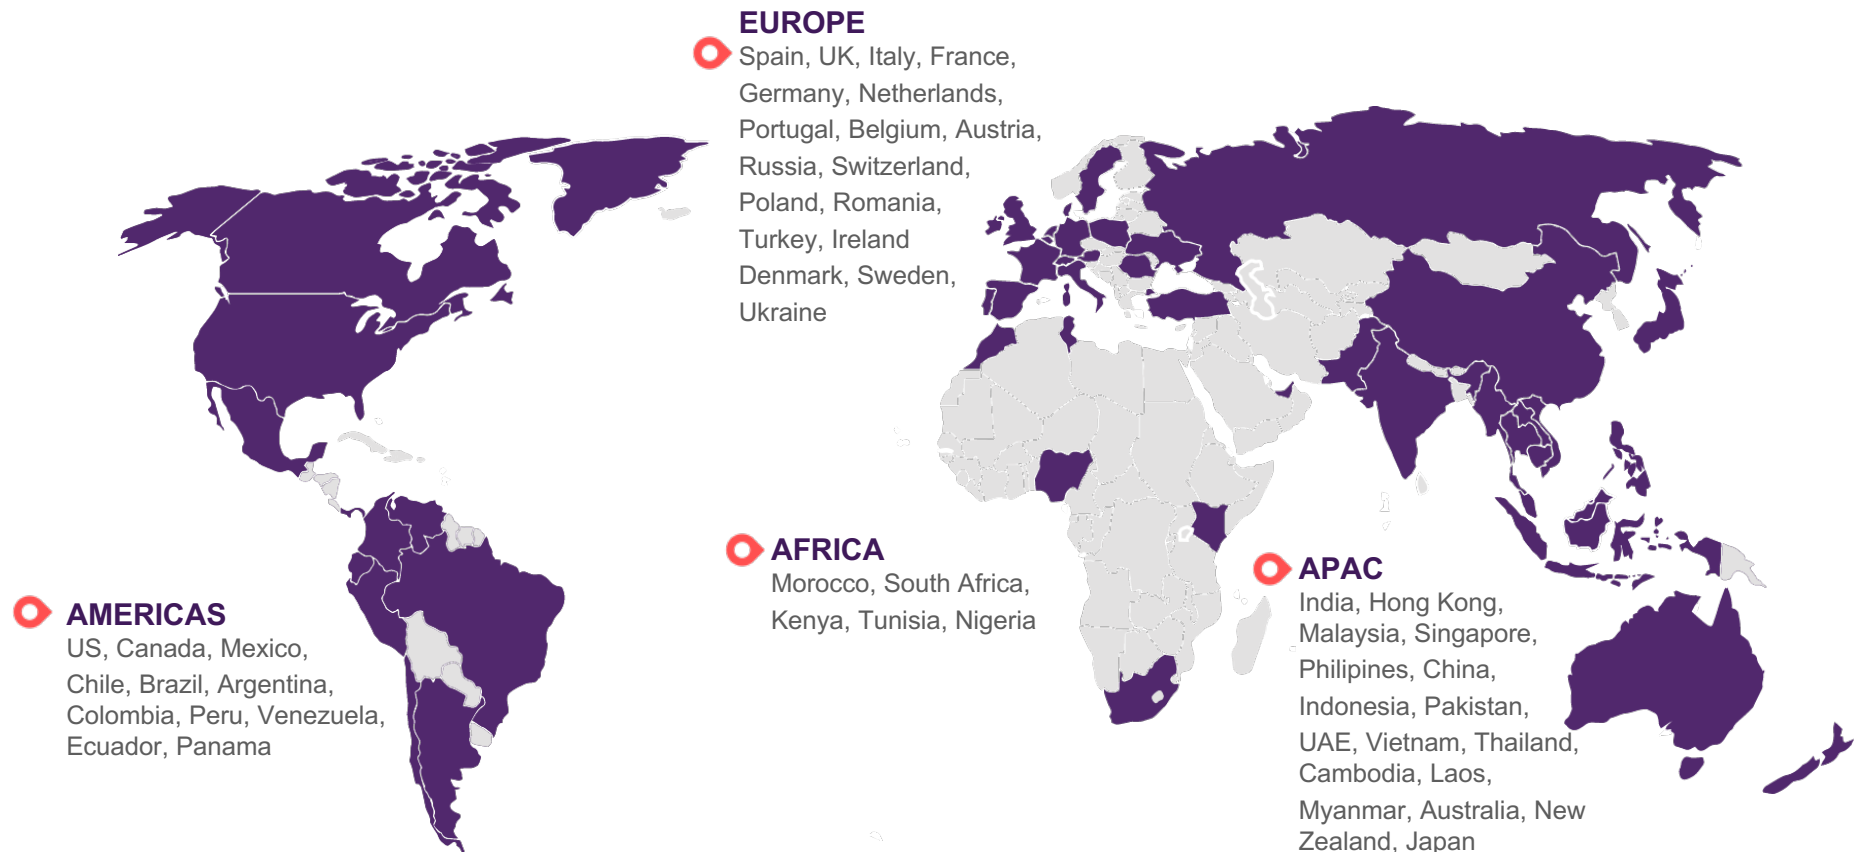 EUROPE
Spain, UK, Italy, France,
Germany, Netherlands,
Portugal, Belgium, Austria,
Russia, Switzerland,
Poland, Romania,
Turkey, Ireland
Denmark, Sweden,
Ukraine
AMERICAS
US, Canada, Mexico,
Chile, Brazil, Argentina,
Colombia, Peru, Venezuela,
Ecuador, Panama
AFRICA
Morocco, South Africa,
Kenya, Tunisia, Nigeria
APAC
India, Hong Kong,
Malaysia, Singapore,
Philipines, China,
Indonesia, Pakistan,
UAE, Vietnam, Thailand,
Cambodia, Laos,
Myanmar, Australia, New
Zealand, Japan